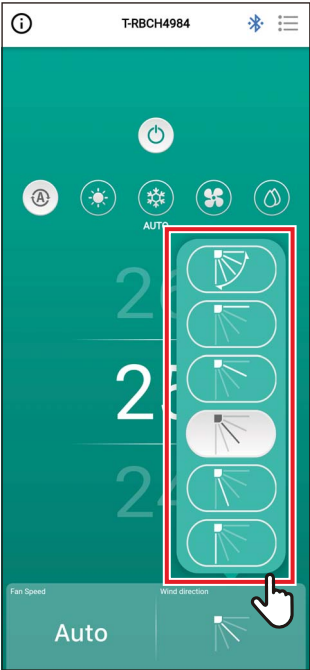 T-RBCH4984
AUTO
26
25
24
Fan Speed
Wind direction
Auto